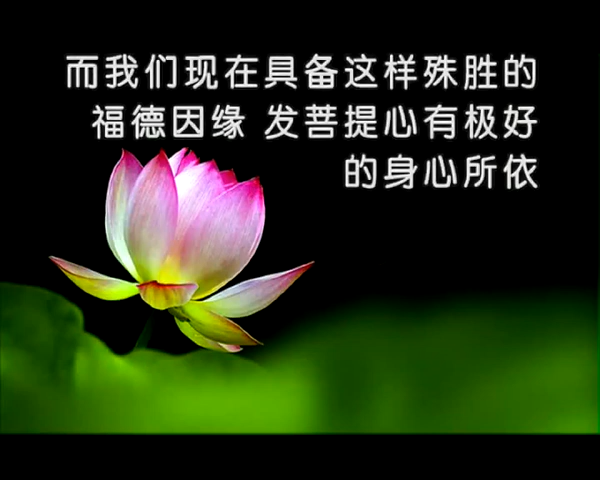 而我们现在具备这样殊胜的
福德因缘 发菩提心有极好
的身心所依